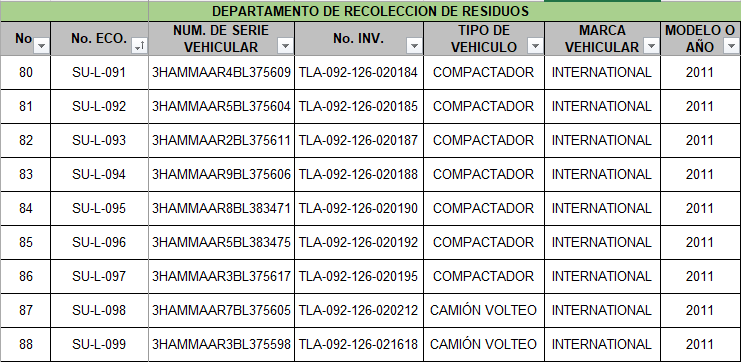 DEPARTAMENTO DE RECOLECCION DE RESIDUOS
No No. ECO. NUM. DE SERIE VEHICULAR No. INV. TIPO DE VEHICULO MARCA VEHICULAR MODELO O AÑO
80 SU-L-091 3HAMMAAR4BL375609 TLA-092-126-020184 COMPACTADOR INTERNATIONAL 2011
81 SU-L-092 3HAMMAAR5BL375604 TLA-092-126-020185 COMPACTADOR INTERNATIONAL 2011
82 SU-L-093 3HAMMAAR2BL375611 TLA-092-126-020187 COMPACTADOR INTERNATIONAL 2011
83 SU-L-094 3HAMMAAR9BL375606 TLA-092-126-020188 COMPACTADOR INTERNATIONAL 2011
84 SU-L-095 3HAMMAAR8BL383471 TLA-092-126-020190 COMPACTADOR INTERNATIONAL 2011
85 SU-L-096 3HAMMAAR5BL383475 TLA-092-126-020192 COMPACTADOR INTERNATIONAL 2011
86 SU-L-097 3HAMMAAR3BL375617 TLA-092-126-020195 COMPACTADOR INTERNATIONAL 2011
87 SU-L-098 3HAMMAAR7BL375605 TLA-092-126-020212 CAMIÓN VOLTEO INTERNATIONAL 2011
88 SU-L-099 3HAMMAAR3BL375598 TLA-092-126-021618 CAMIÓN VOLTEO INTERNATIONAL 2011